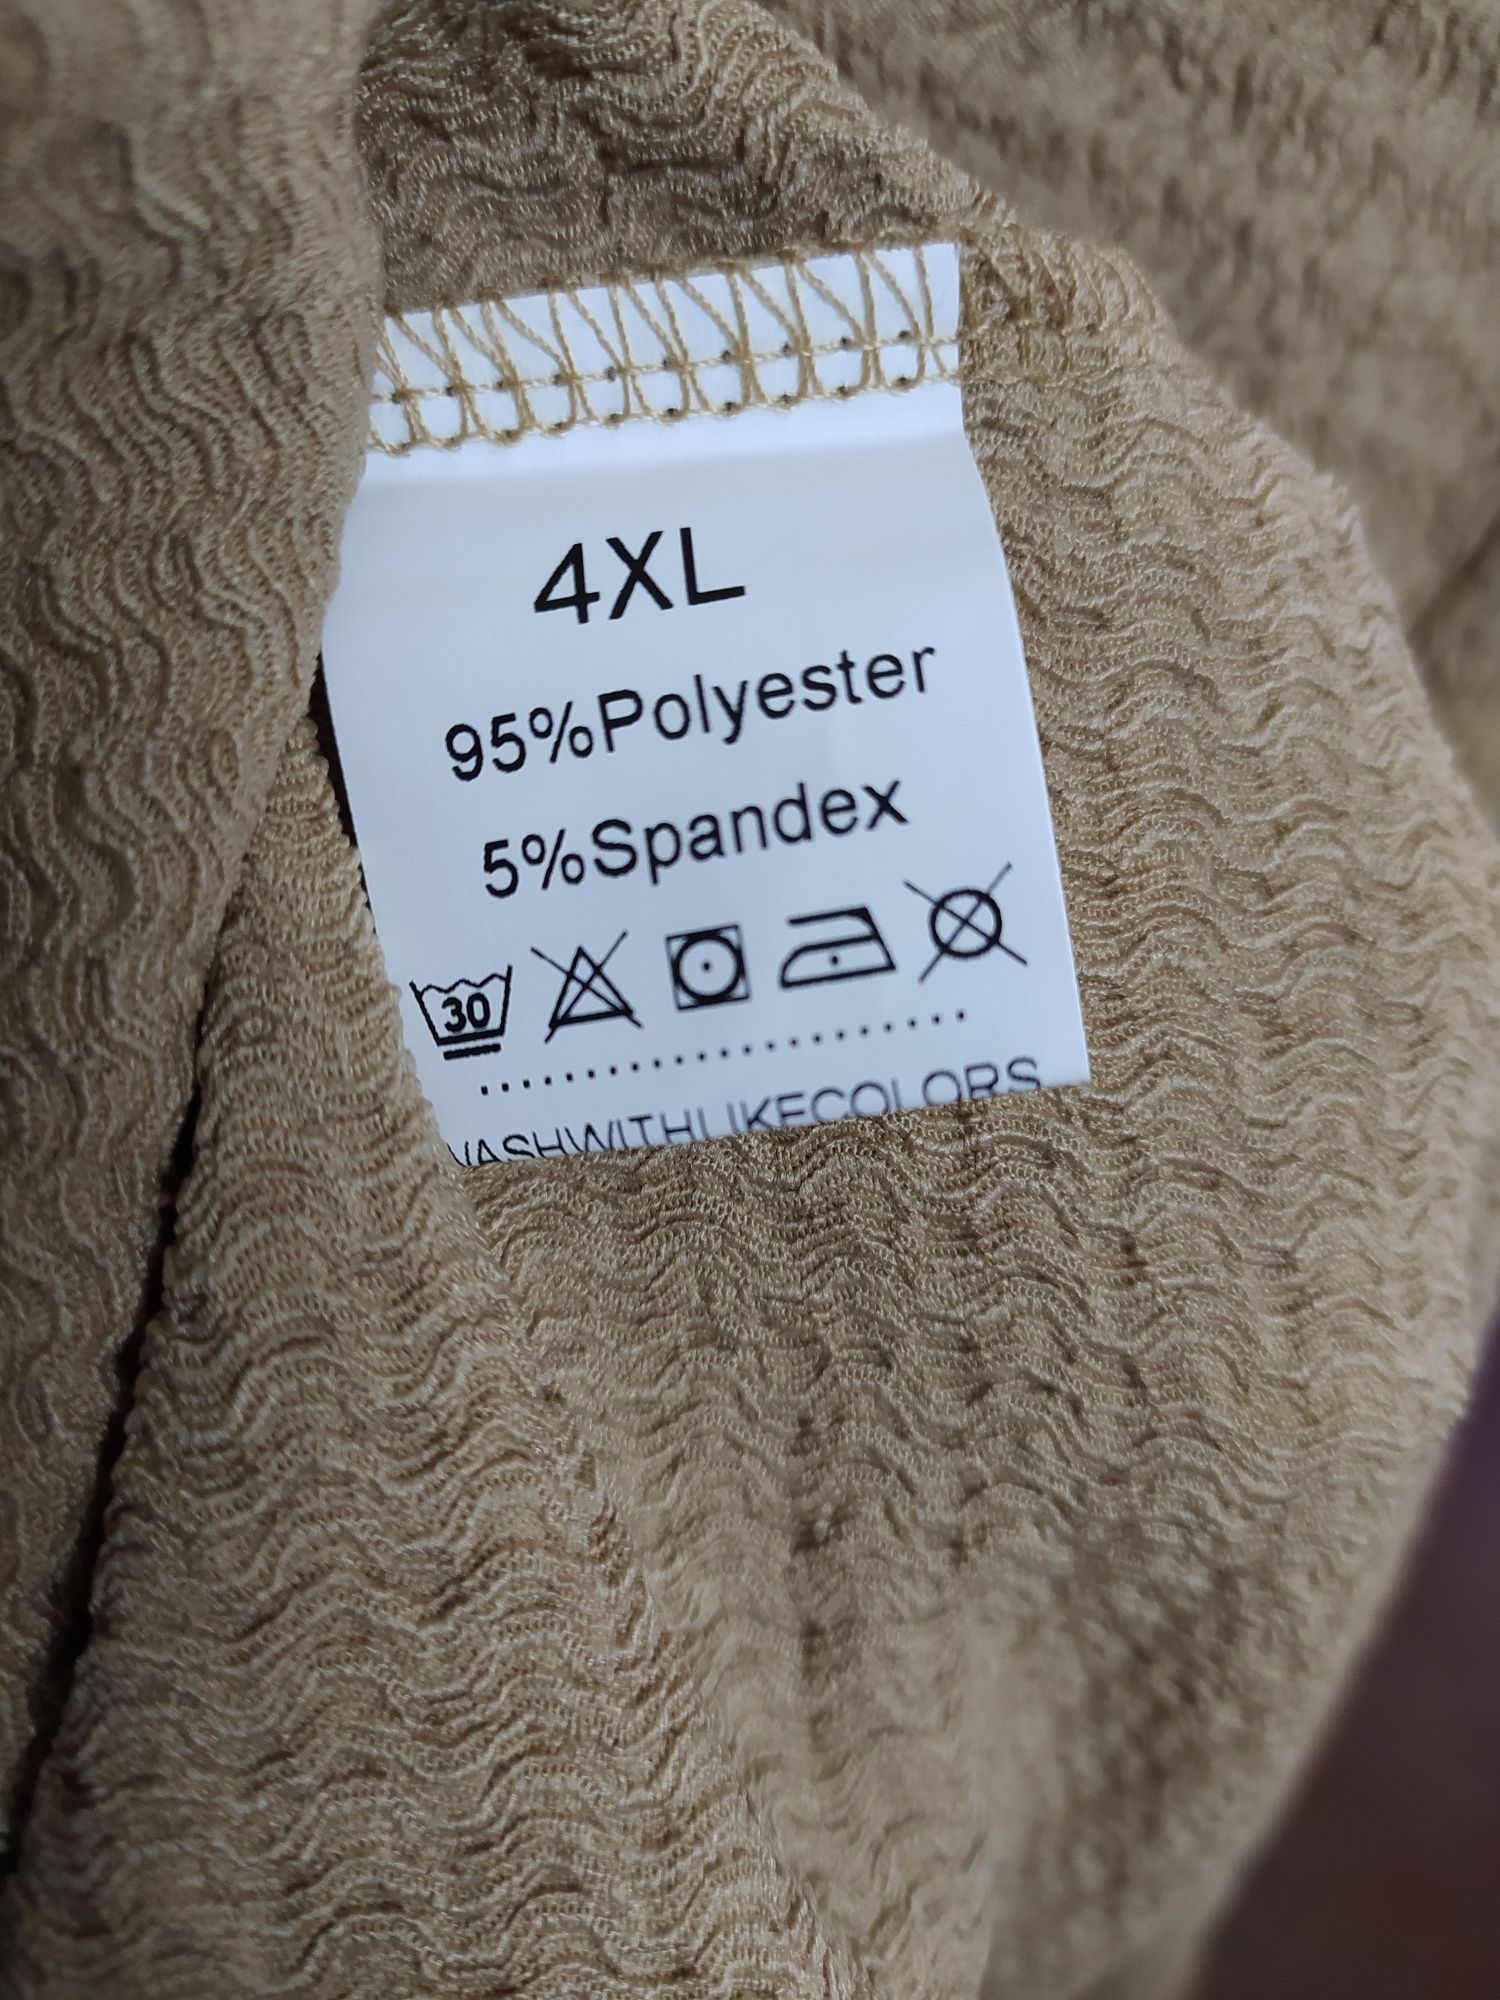 4XL
95%Polyester
5%Spandex
30
WASHWITHLIKECOLORS